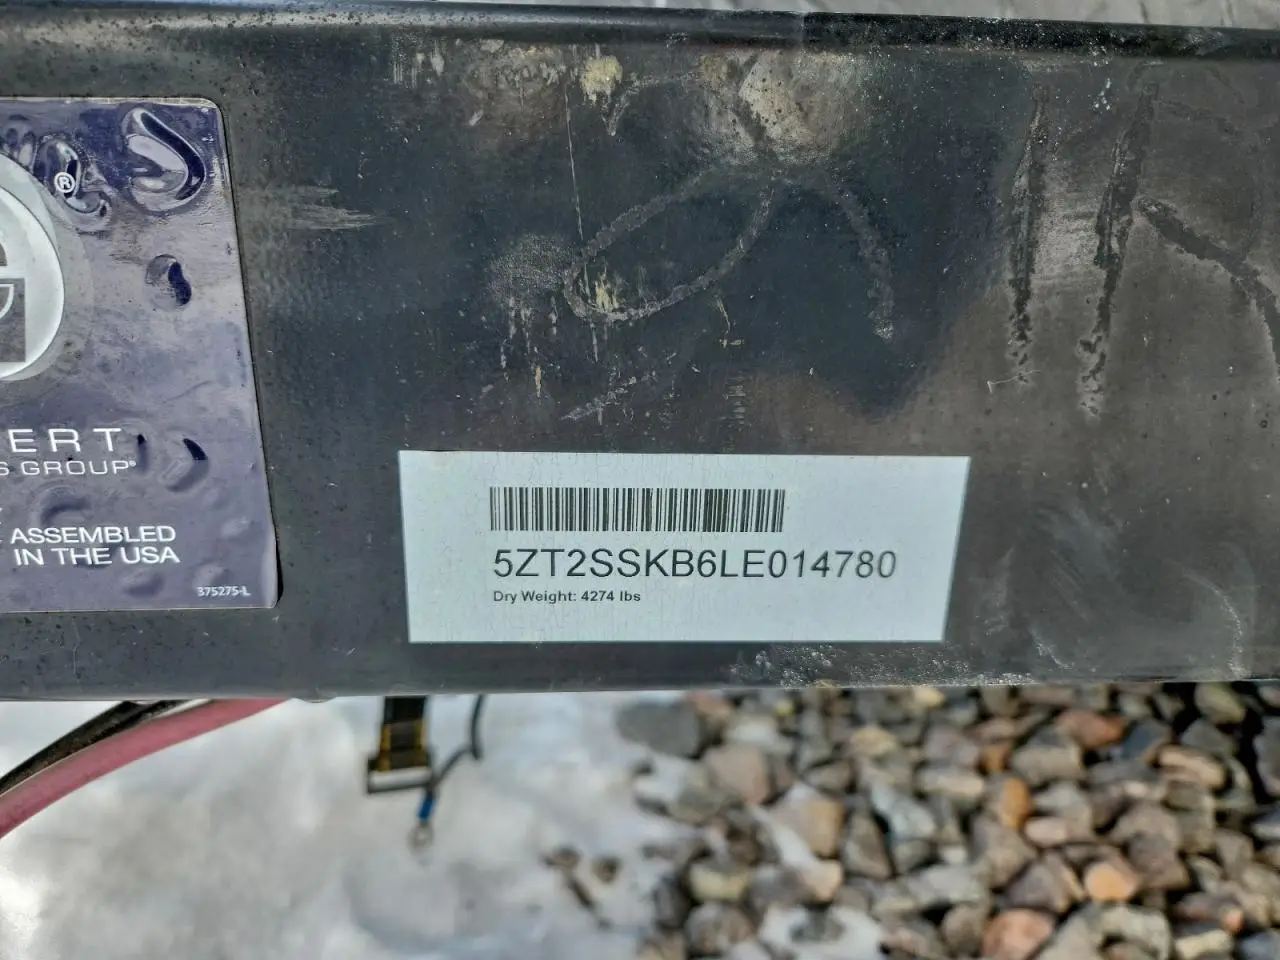 ®
ERT
S GROUP®
ASSEMBLED
IN THE USA
375275-L
5ZT2SSKB6LE014780
Dry Weight: 4274 lbs